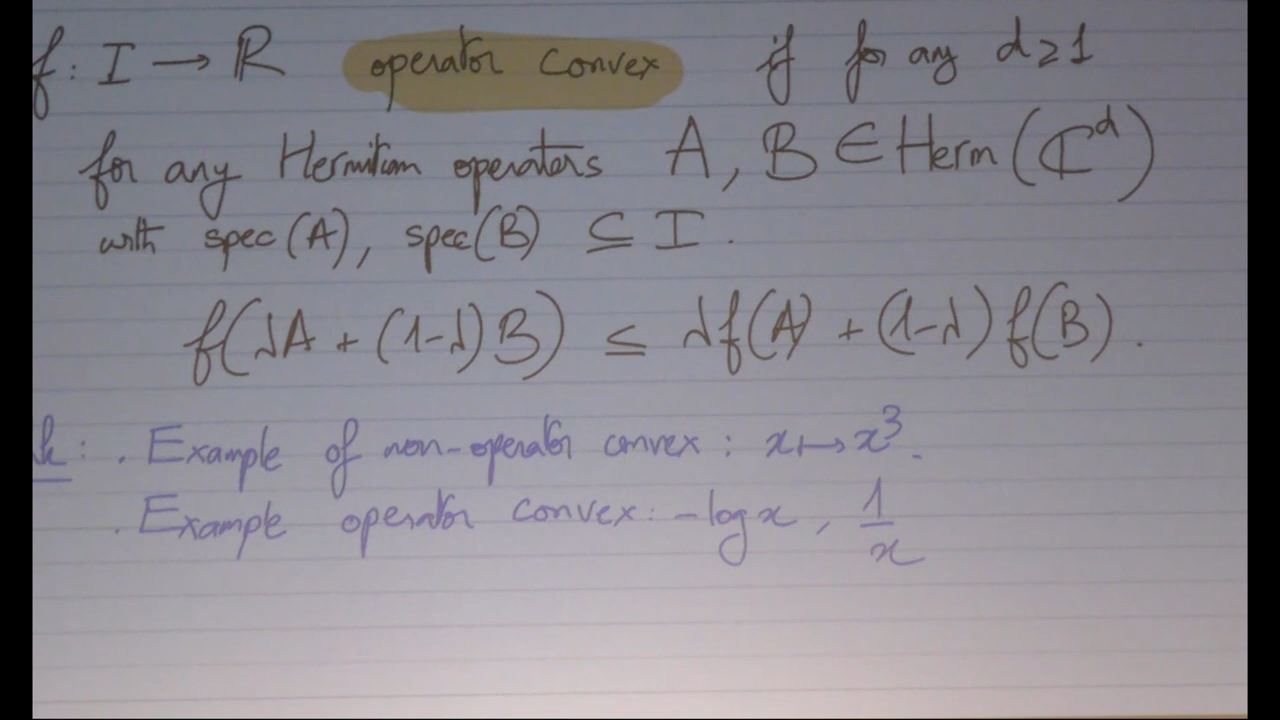 f : I → ℝ operator convex if for any d ≥ 1
for any Hermitian operators A, B ∈ Herm(ℂ^d)
with spec(A), spec(B) ⊆ I.
f(λA + (1-λ)B) ≤ λf(A) + (1-λ)f(B).
: . Example of non-operator convex : x ↦ x³.
. Example operator convex : -log x, 1/x